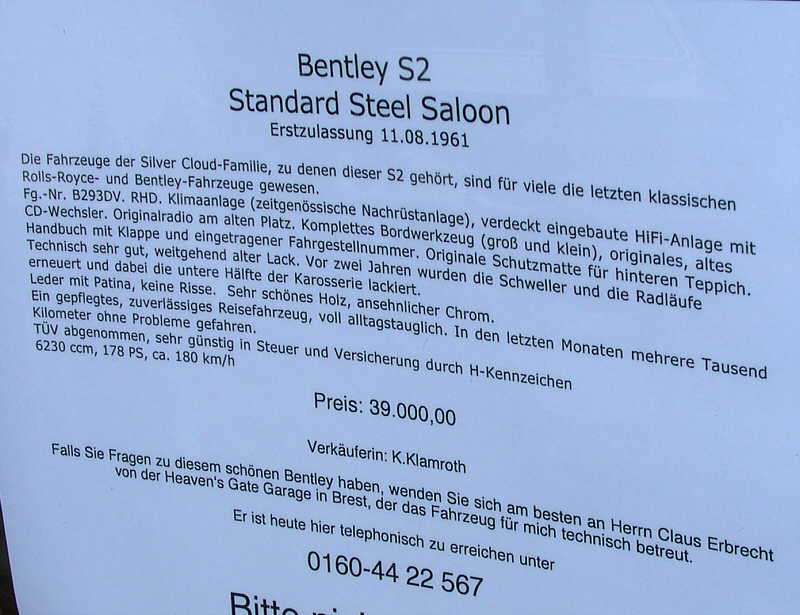 Bentley S2
Standard Steel Saloon
Erstzulassung 11.08.1961
Die Fahrzeuge der Silver Cloud-Familie, zu denen dieser S2 gehört, sind für viele die letzten klassischen
Rolls-Royce- und Bentley-Fahrzeuge gewesen.
Fg.-Nr. B293DV. RHD. Klimaanlage (zeitgenössische Nachrüstanlage), verdeckt eingebaute HiFi-Anlage mit
CD-Wechsler. Originalradio am alten Platz. Komplettes Bordwerkzeug (groß und klein), originales, altes
Handbuch mit Klappe und eingetragener Fahrgestellnummer. Originale Schutzmatte für hinteren Teppich.
Technisch sehr gut, weitgehend alter Lack. Vor zwei Jahren wurden die Schweller und die Radläufe
erneuert und dabei die untere Hälfte der Karosserie lackiert.
Leder mit Patina, keine Risse. Sehr schönes Holz, ansehnlicher Chrom.
Ein gepflegtes, zuverlässiges Reisefahrzeug, voll alltagstauglich. In den letzten Monaten mehrere Tausend
Kilometer ohne Probleme gefahren.
TÜV abgenommen, sehr günstig in Steuer und Versicherung durch H-Kennzeichen
6230 ccm, 178 PS, ca. 180 km/h
Preis: 39.000,00
Verkäuferin: K.Klamroth
Falls Sie Fragen zu diesem schönen Bentley haben, wenden Sie sich am besten an Herrn Claus Erbrecht
von der Heaven's Gate Garage in Brest, der das Fahrzeug für mich technisch betreut.
Er ist heute hier telephonisch zu erreichen unter
0160-44 22 567
Bitte